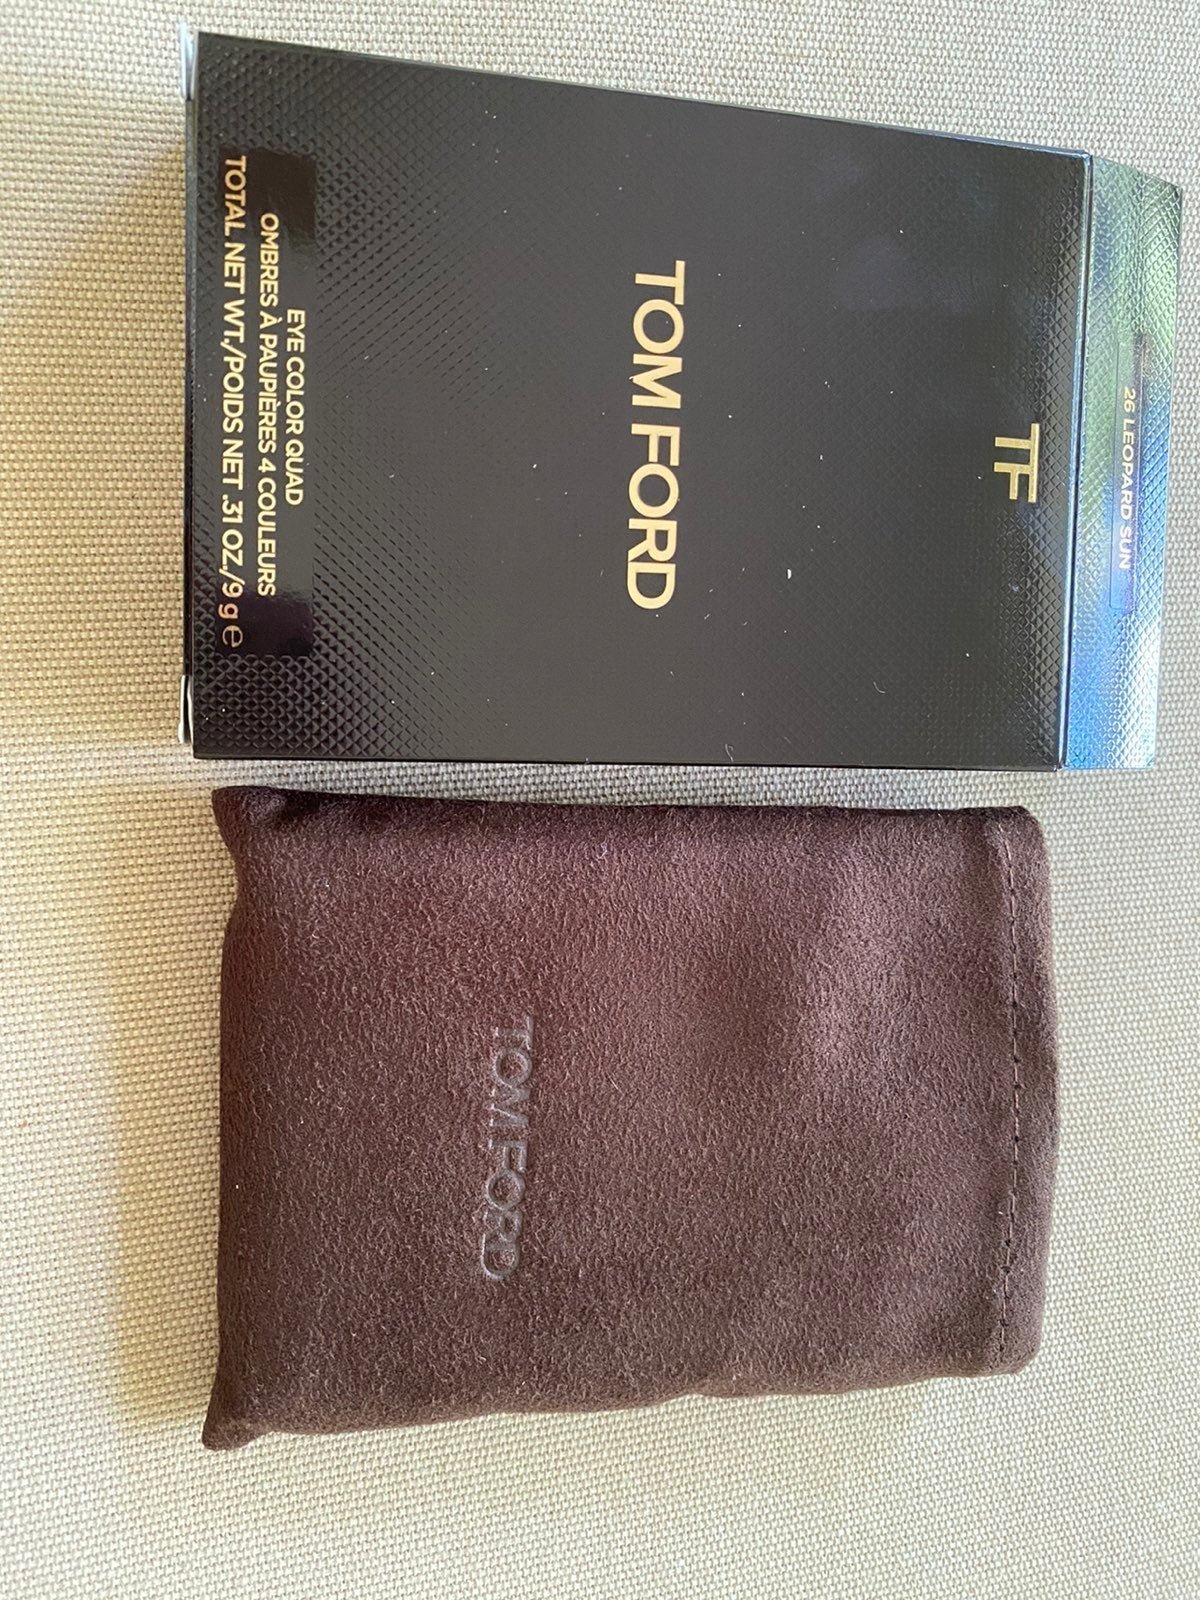 26 LEOPARD SUN
TF
TOM FORD
EYE COLOR QUAD
OMBRES À PAUPIÈRES 4 COULEURS
TOTAL NET WT./POIDS NET .31 OZ./9 g ℮
TOM FORD